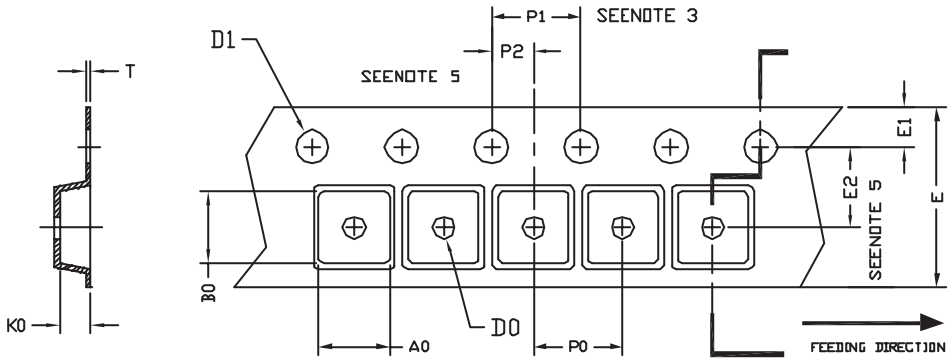 P1
SEENOTE 3
D1
P2
T
SEENOTE 5
E1
E2
E
SEENOTE 5
B0
K0
A0
D0
P0
FEEDING DIRECTION